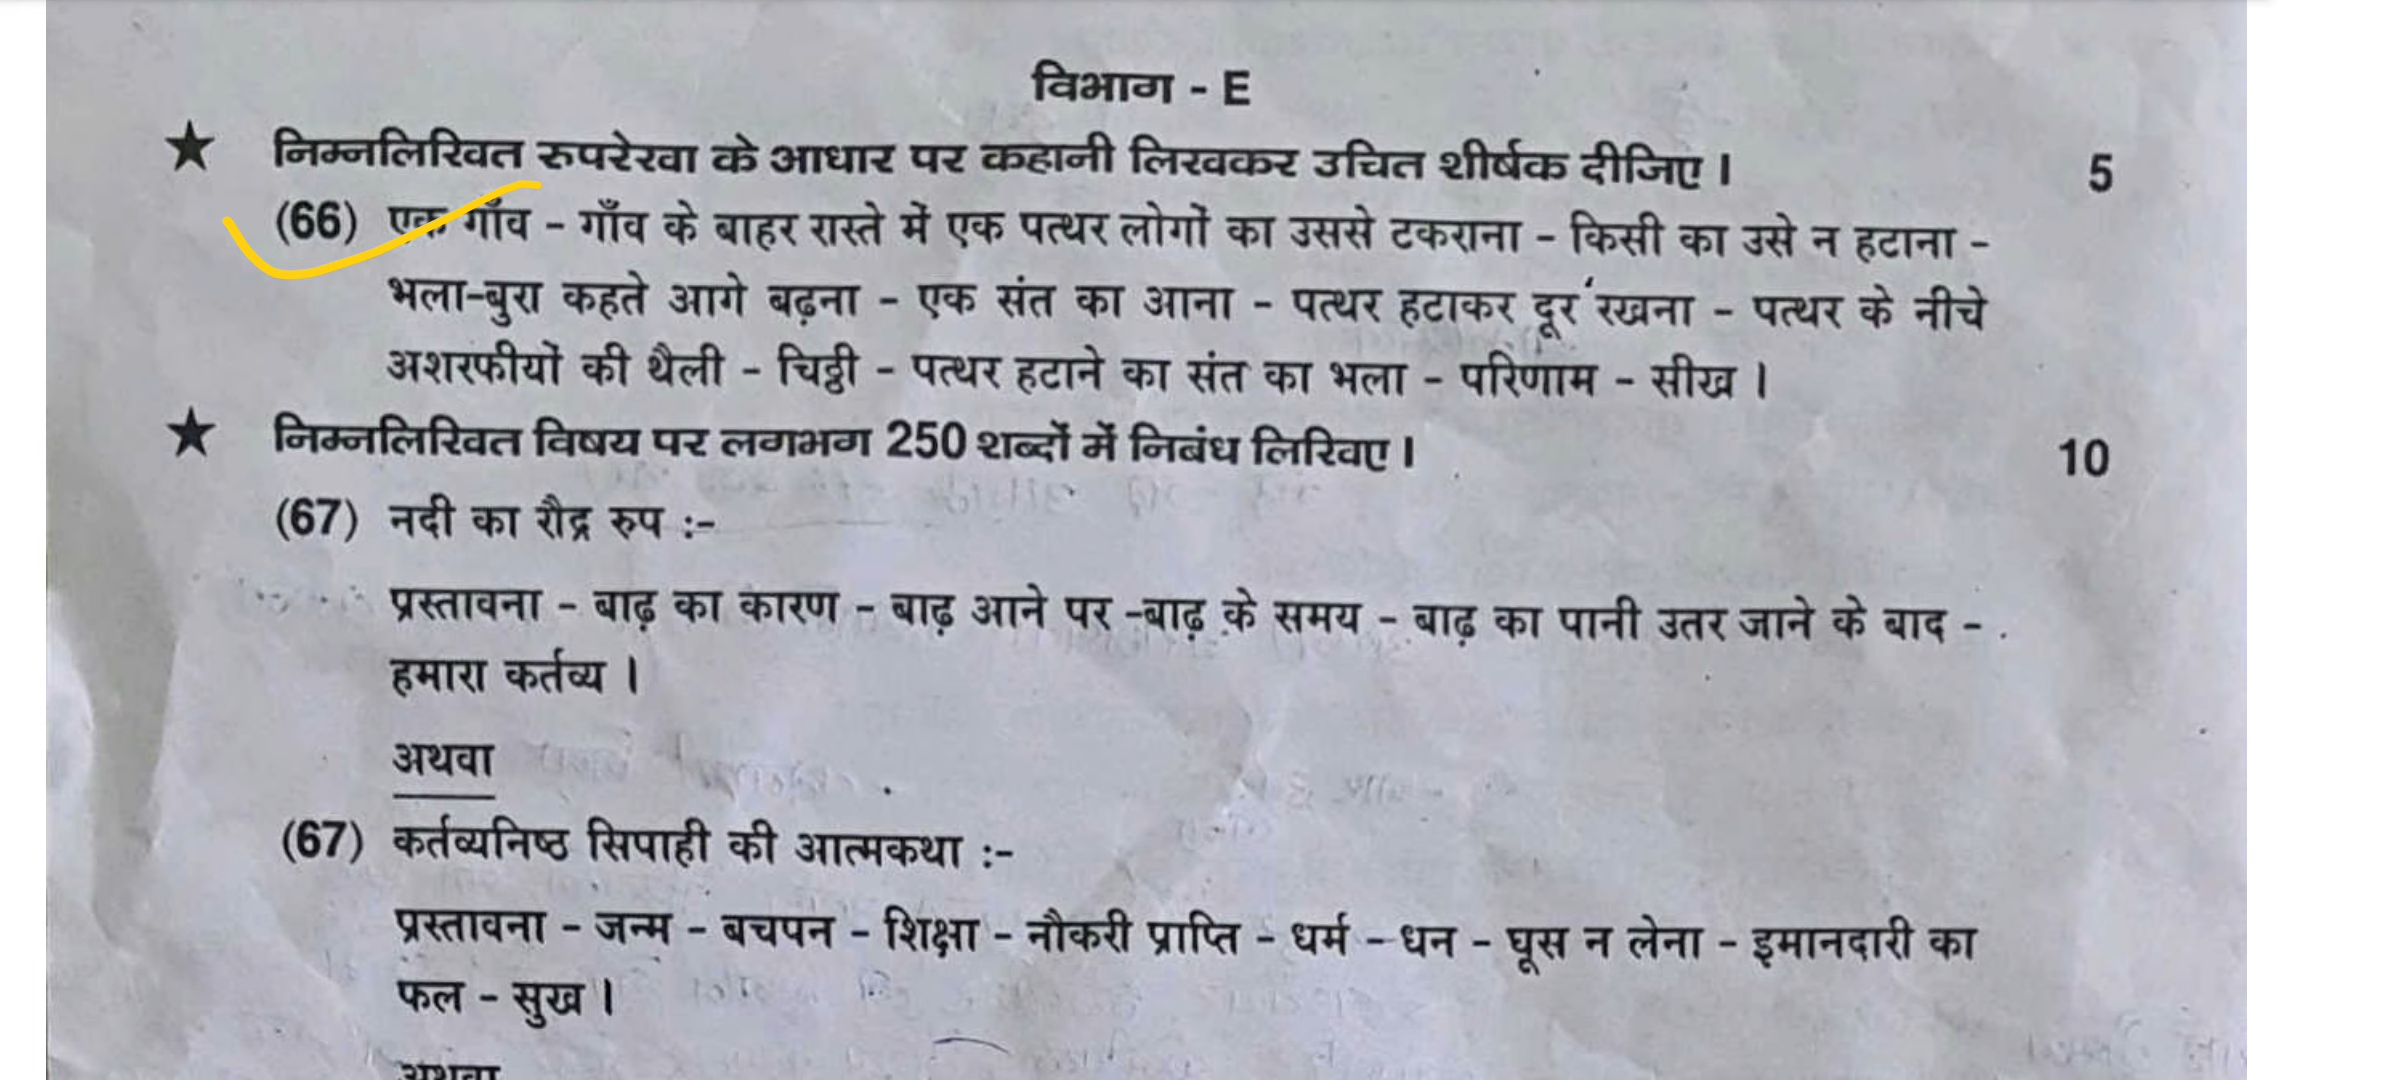 विभाग - E
★ निम्नलिखित रुपरेखा के आधार पर कहानी लिखकर उचित शीर्षक दीजिए । 5
(66) एक गाँव - गाँव के बाहर रास्ते में एक पत्थर लोगों का उससे टकराना - किसी का उसे न हटाना -
भला-बुरा कहते आगे बढ़ना - एक संत का आना - पत्थर हटाकर दूर रखना - पत्थर के नीचे
अशरफीयों की थैली - चिठ्ठी - पत्थर हटाने का संत का भला - परिणाम - सीख ।
★ निम्नलिखित विषय पर लगभग 250 शब्दों में निबंध लिखिए । 10
(67) नदी का रौद्र रुप :-
प्रस्तावना - बाढ़ का कारण - बाढ़ आने पर -बाढ़ के समय - बाढ़ का पानी उतर जाने के बाद -
हमारा कर्तव्य ।
अथवा
(67) कर्तव्यनिष्ठ सिपाही की आत्मकथा :-
प्रस्तावना - जन्म - बचपन - शिक्षा - नौकरी प्राप्ति - धर्म - धन - घूस न लेना - इमानदारी का
फल - सुख ।
अथवा